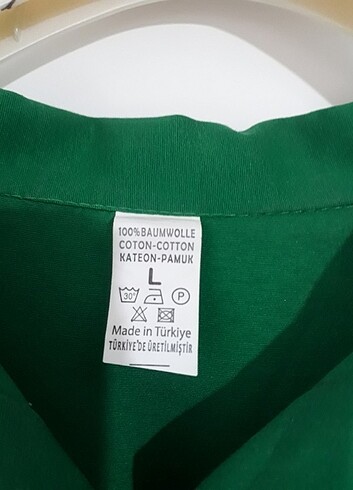 100%BAUMWOLLE
COTON-COTTON
KATEON-PAMUK
L
30° P
Made in Türkiye
TÜRKİYE'DE ÜRETİLMİŞTİR